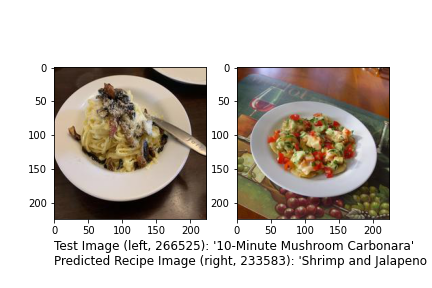 0
50
100
150
200
0 50 100 150 200
0
50
100
150
200
0 50 100 150 200
Test Image (left, 266525): '10-Minute Mushroom Carbonara'
Predicted Recipe Image (right, 233583): 'Shrimp and Jalapeno